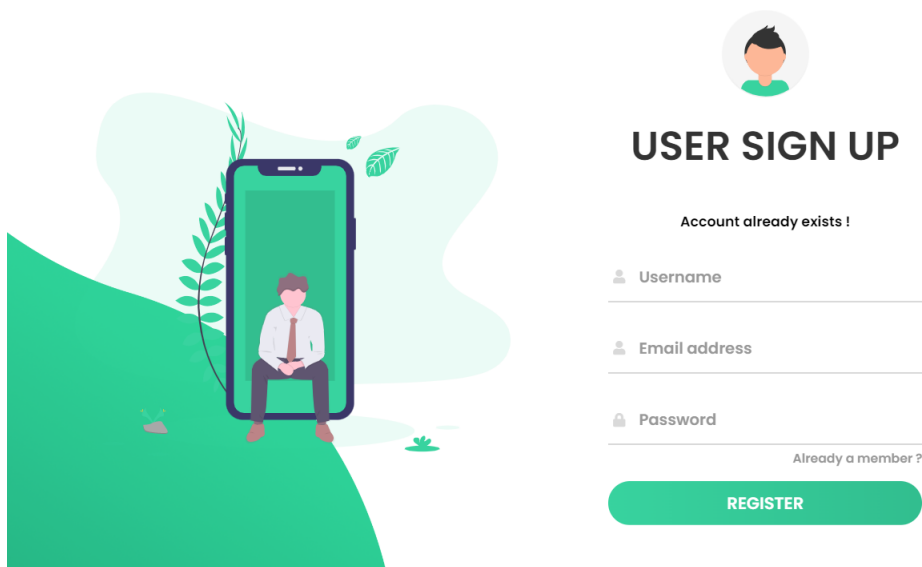 USER SIGN UP
Account already exists !
Username
Email address
Password
Already a member ?
REGISTER